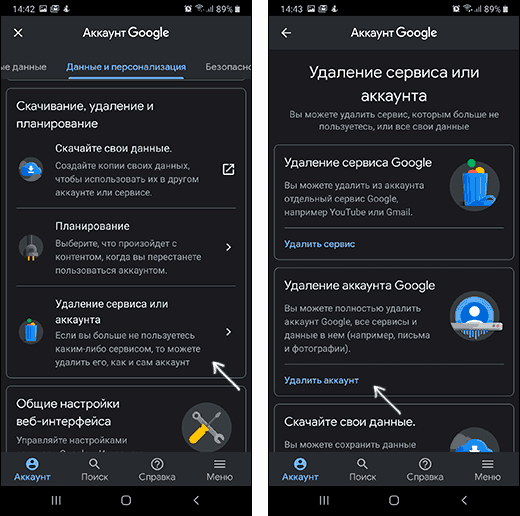 14:42
89%
Аккаунт Google
ые данные
Данные и персонализация
Безопасно
Скачивание, удаление и
планирование
Скачайте свои данные.
Создайте копии своих данных,
чтобы использовать их в другом
аккаунте или сервисе.
Планирование
Выберите, что произойдет с
контентом, когда вы перестанете
пользоваться аккаунтом.
Удаление сервиса или
аккаунта
Если вы больше не пользуетесь
каким-либо сервисом, то можете
удалить его, как и сам аккаунт
Общие настройки
веб-интерфейса
Управляйте настройками
Аккаунт
Поиск
Справка
Меню
14:43
89%
Аккаунт Google
Удаление сервиса или
аккаунта
Вы можете удалить сервис, которым больше не
пользуетесь, или все свои данные
Удаление сервиса Google
Вы можете удалить из аккаунта
отдельный сервис Google,
например YouTube или Gmail.
Удалить сервис
Удаление аккаунта Google
Вы можете полностью удалить
аккаунт Google, все сервисы и
данные в нем (например, письма
и фотографии).
Удалить аккаунт
Скачайте свои данные.
Вы можете сохранить данные
Аккаунт
Поиск
Справка
Меню